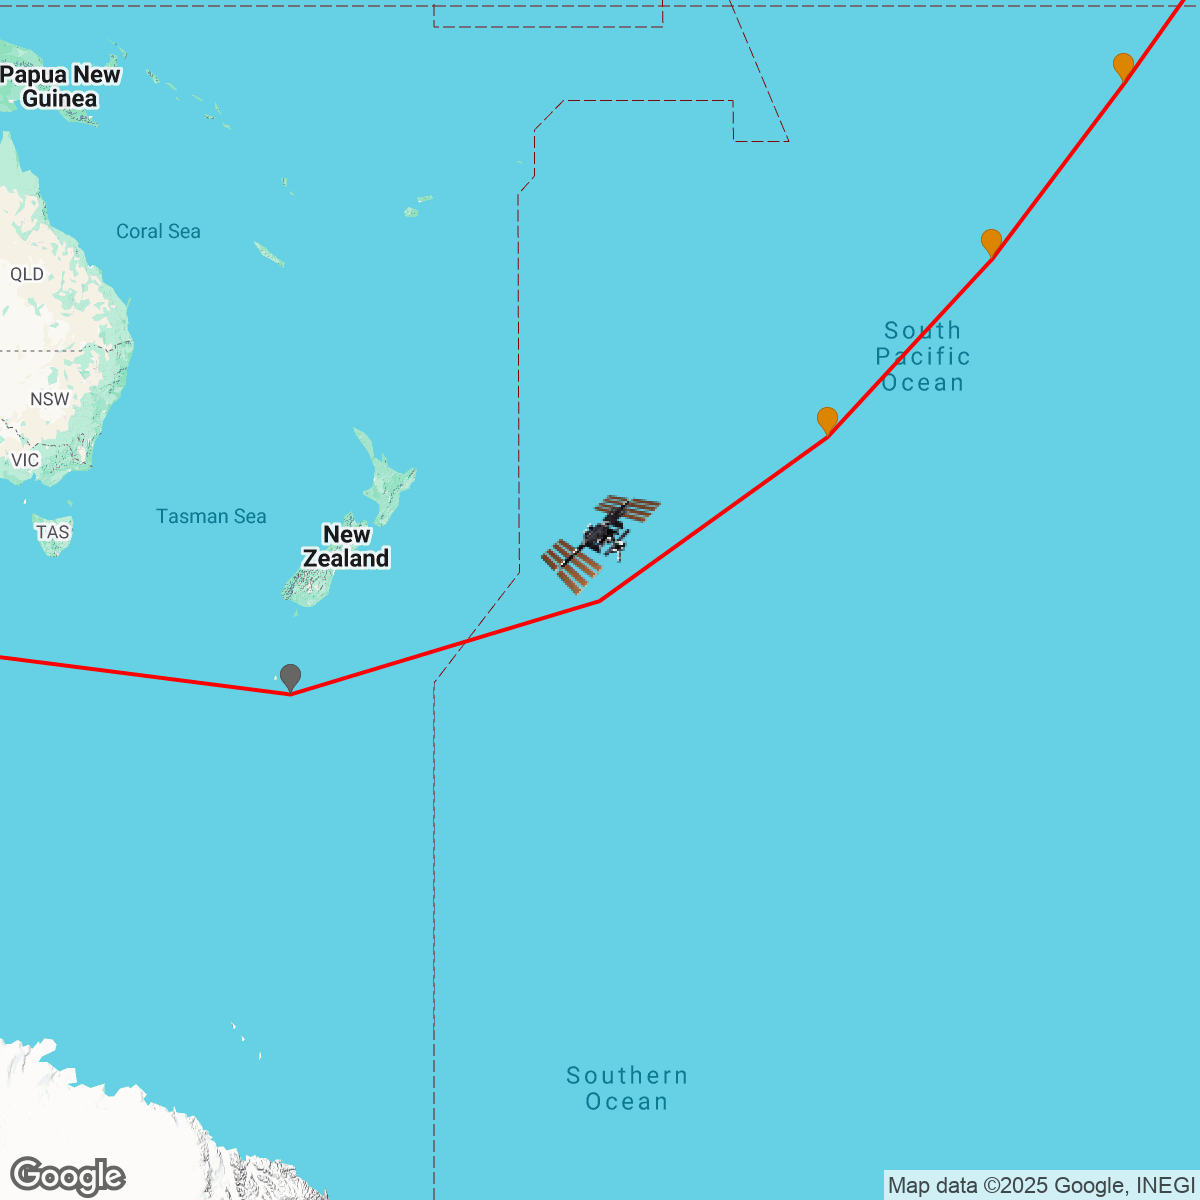 Papua New
Guinea
Coral Sea
QLD
South
Pacific
Ocean
NSW
VIC
Tasman Sea
TAS
New
Zealand
Southern
Ocean
Google
Map data ©2025 Google, INEGI